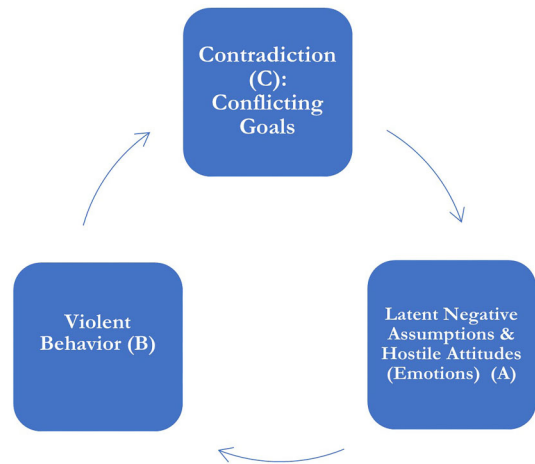 Contradiction
(C):
Conflicting
Goals
Violent
Behavior (B)
Latent Negative
Assumptions &
Hostile Attitudes
(Emotions) (A)